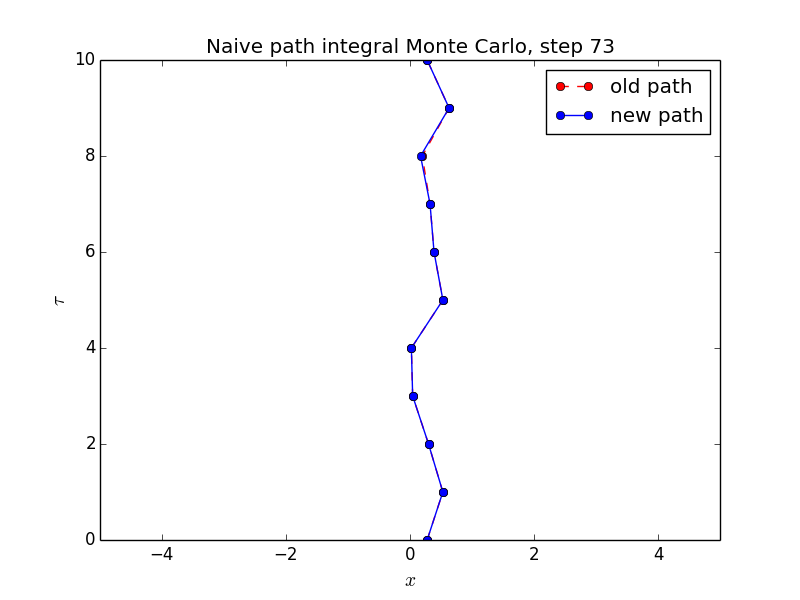 Naive path integral Monte Carlo, step 73
old path
new path
10
8
6
4
2
0
τ
−4 −2 0 2 4
x